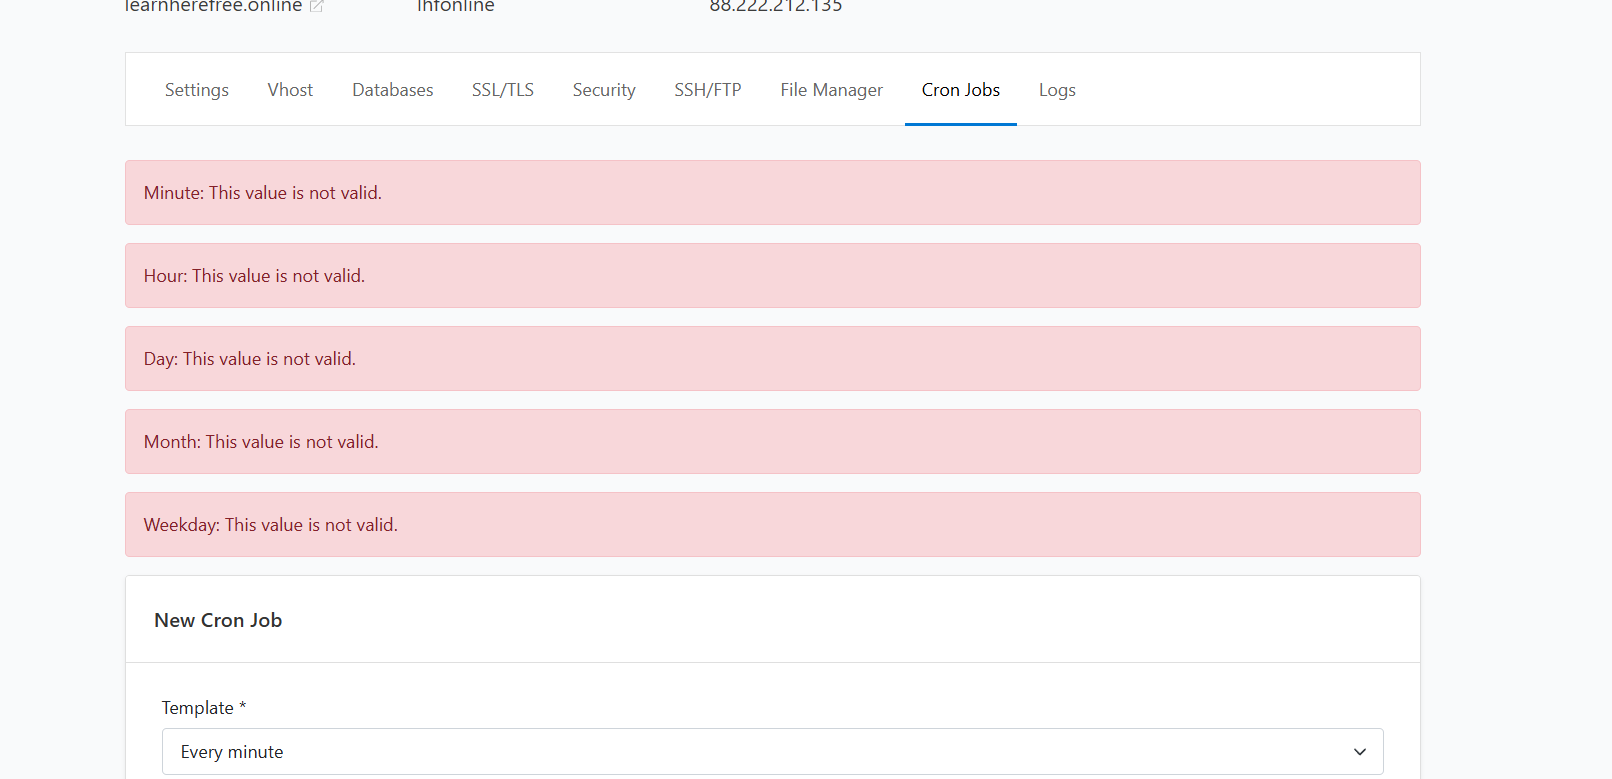 learnherefree.online lhfonline 88.222.212.135
Settings Vhost Databases SSL/TLS Security SSH/FTP File Manager Cron Jobs Logs
Minute: This value is not valid.
Hour: This value is not valid.
Day: This value is not valid.
Month: This value is not valid.
Weekday: This value is not valid.
New Cron Job
Template *
Every minute